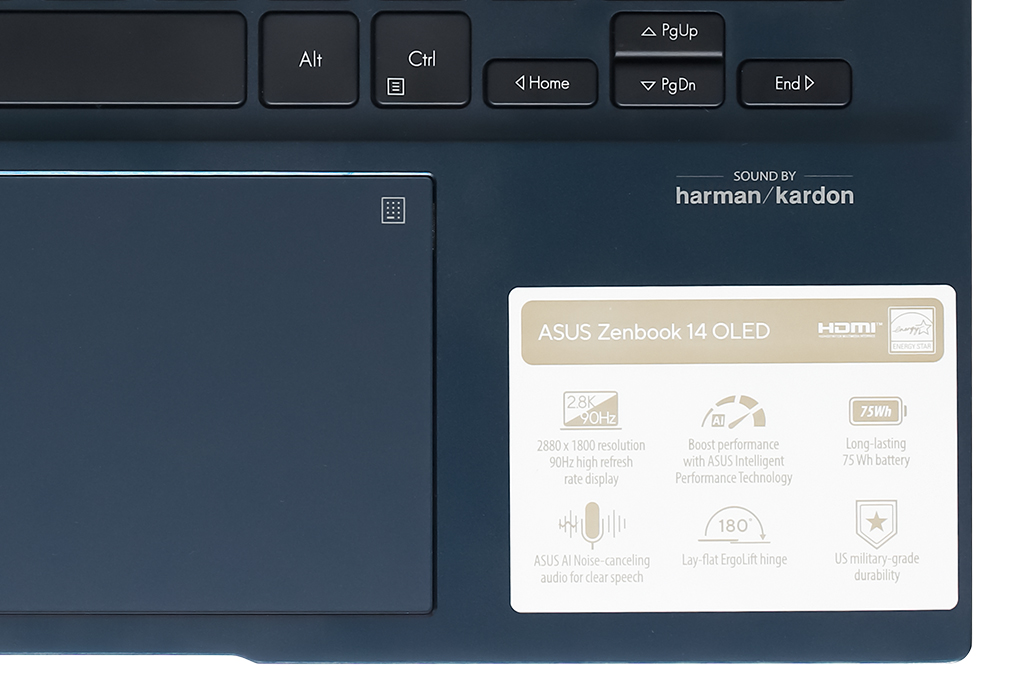 Alt
Ctrl
Home
PgUp
PgDn
End
SOUND BY
harman/kardon
ASUS Zenbook 14 OLED
HDMI™
energy
ENERGY STAR
2.8K
90Hz
2880 x 1800 resolution
90Hz high refresh
rate display
AI
Boost performance
with ASUS Intelligent
Performance Technology
75Wh
Long-lasting
75 Wh battery
ASUS AI Noise-canceling
audio for clear speech
180°
Lay-flat ErgoLift hinge
US military-grade
durability